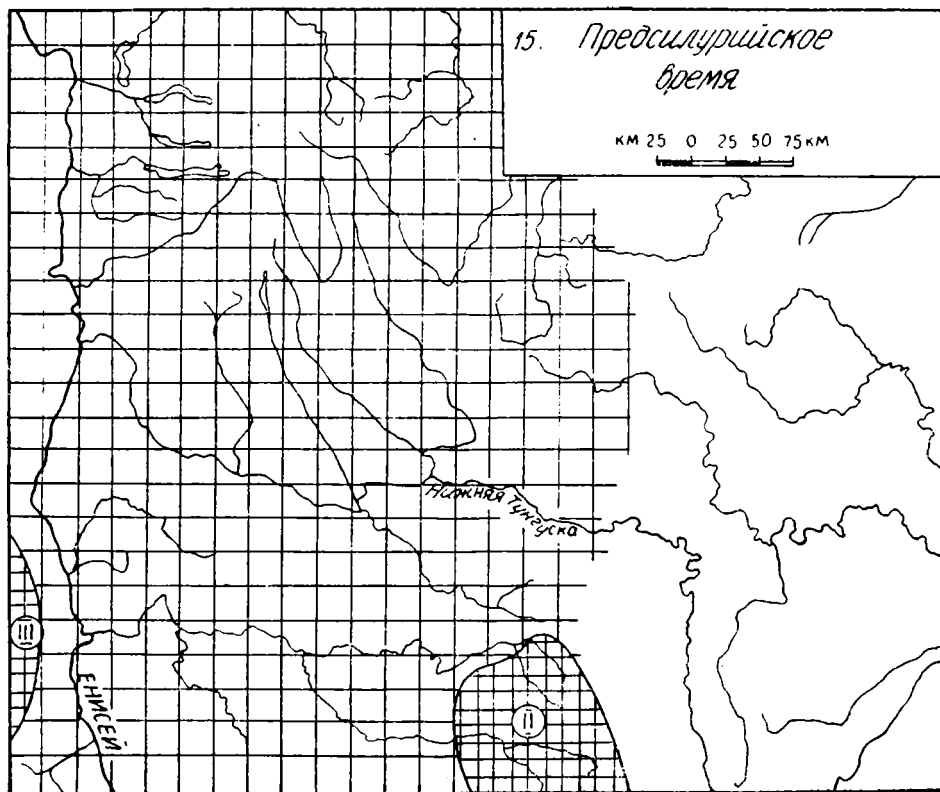 15. Предсилурийское
время
км 25 0 25 50 75 км
Нижняя Тунгуска
ЕНИСЕЙ
III
II